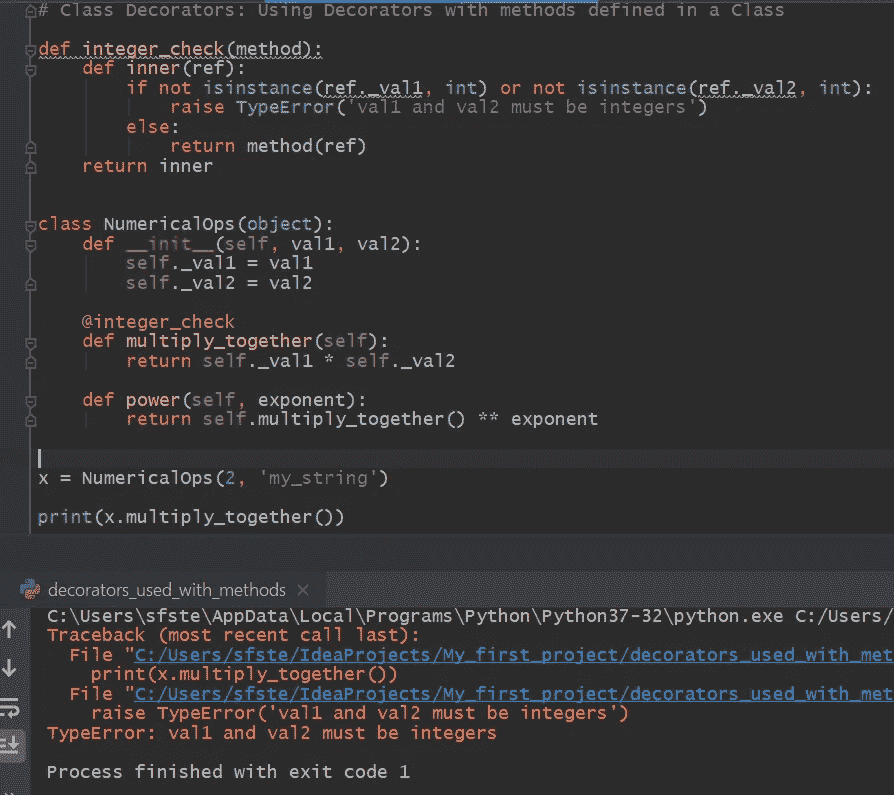 # Class Decorators: Using Decorators with methods defined in a Class
def integer_check(method):
    def inner(ref):
        if not isinstance(ref._val1, int) or not isinstance(ref._val2, int):
            raise TypeError('val1 and val2 must be integers')
        else:
            return method(ref)
    return inner
class NumericalOps(object):
    def __init__(self, val1, val2):
        self._val1 = val1
        self._val2 = val2
    @integer_check
    def multiply_together(self):
        return self._val1 * self._val2
    def power(self, exponent):
        return self.multiply_together() ** exponent
x = NumericalOps(2, 'my_string')
print(x.multiply_together())
decorators_used_with_methods
C:\Users\sfste\AppData\Local\Programs\Python\Python37-32\python.exe C:/Users/
Traceback (most recent call last):
  File "C:/Users/sfste/IdeaProjects/My_first_project/decorators_used_with_met
    print(x.multiply_together())
  File "C:/Users/sfste/IdeaProjects/My_first_project/decorators_used_with_met
    raise TypeError('val1 and val2 must be integers')
TypeError: val1 and val2 must be integers
Process finished with exit code 1